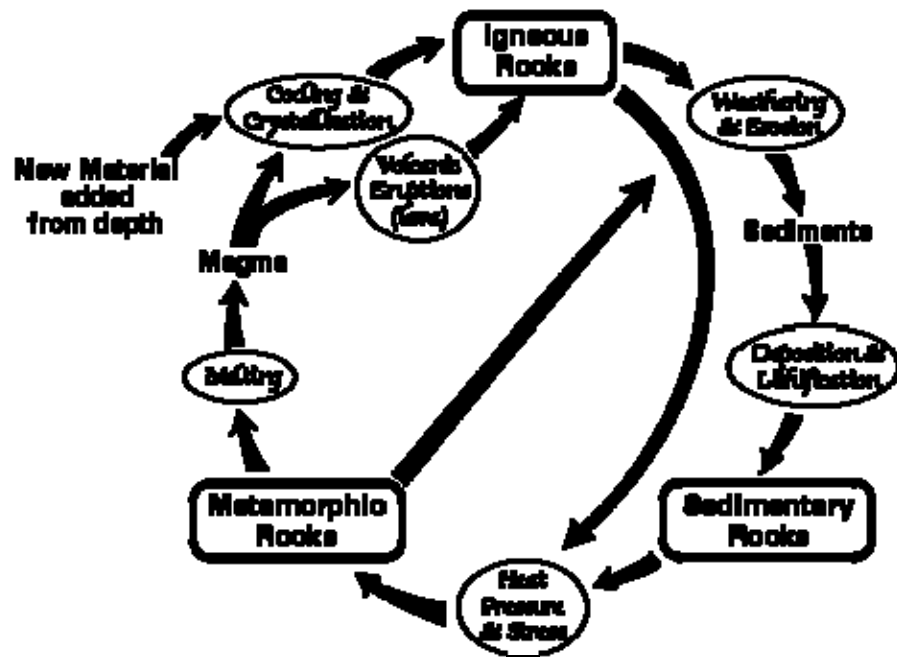 Igneous
Rocks
Cooling &
Crystallization
Weathering
& Erosion
New Material
added
from depth
Volcanic
Eruptions
(lava)
Sediments
Magma
Melting
Deposition &
Lithification
Metamorphic
Rocks
Sedimentary
Rocks
Heat
Pressure
& Stress